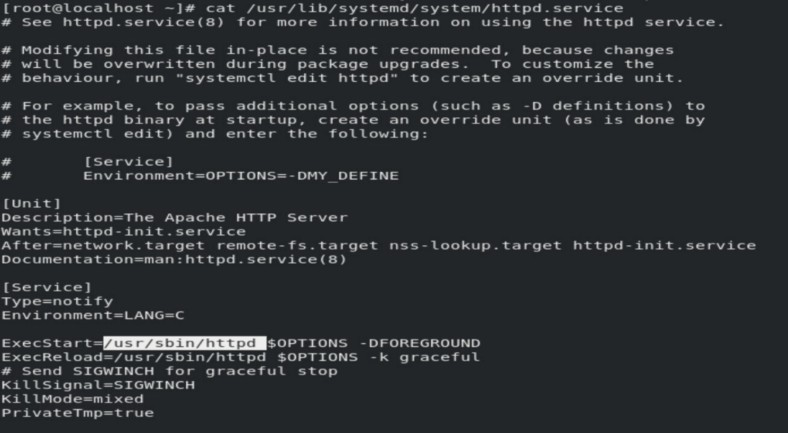 [root@localhost ~]# cat /usr/lib/systemd/system/httpd.service
# See httpd.service(8) for more information on using the httpd service.
# Modifying this file in-place is not recommended, because changes
# will be overwritten during package upgrades.  To customize the
# behaviour, run "systemctl edit httpd" to create an override unit.
# For example, to pass additional options (such as -D definitions) to
# the httpd binary at startup, create an override unit (as is done by
# systemctl edit) and enter the following:
#       [Service]
#       Environment=OPTIONS=-DMY_DEFINE
[Unit]
Description=The Apache HTTP Server
Wants=httpd-init.service
After=network.target remote-fs.target nss-lookup.target httpd-init.service
Documentation=man:httpd.service(8)
[Service]
Type=notify
Environment=LANG=C
ExecStart=/usr/sbin/httpd $OPTIONS -DFOREGROUND
ExecReload=/usr/sbin/httpd $OPTIONS -k graceful
# Send SIGWINCH for graceful stop
KillSignal=SIGWINCH
KillMode=mixed
PrivateTmp=true